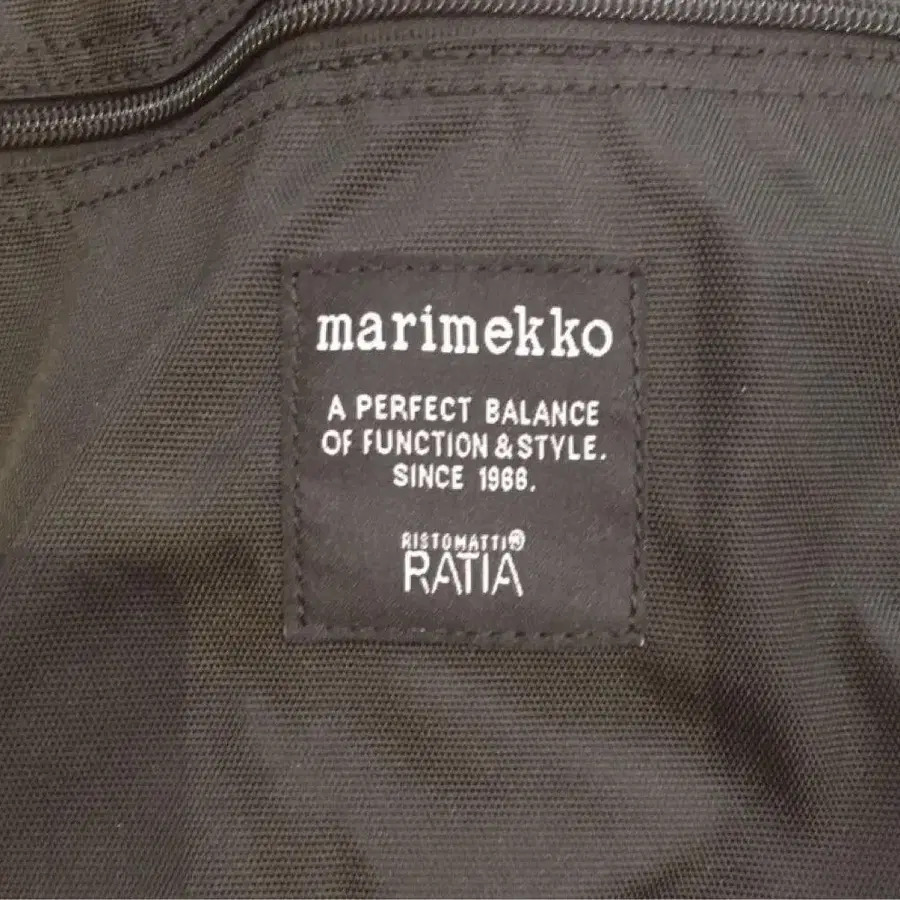 marimekko
A PERFECT BALANCE
OF FUNCTION & STYLE.
SINCE 1966.
RISTOMATTI®
RATIA